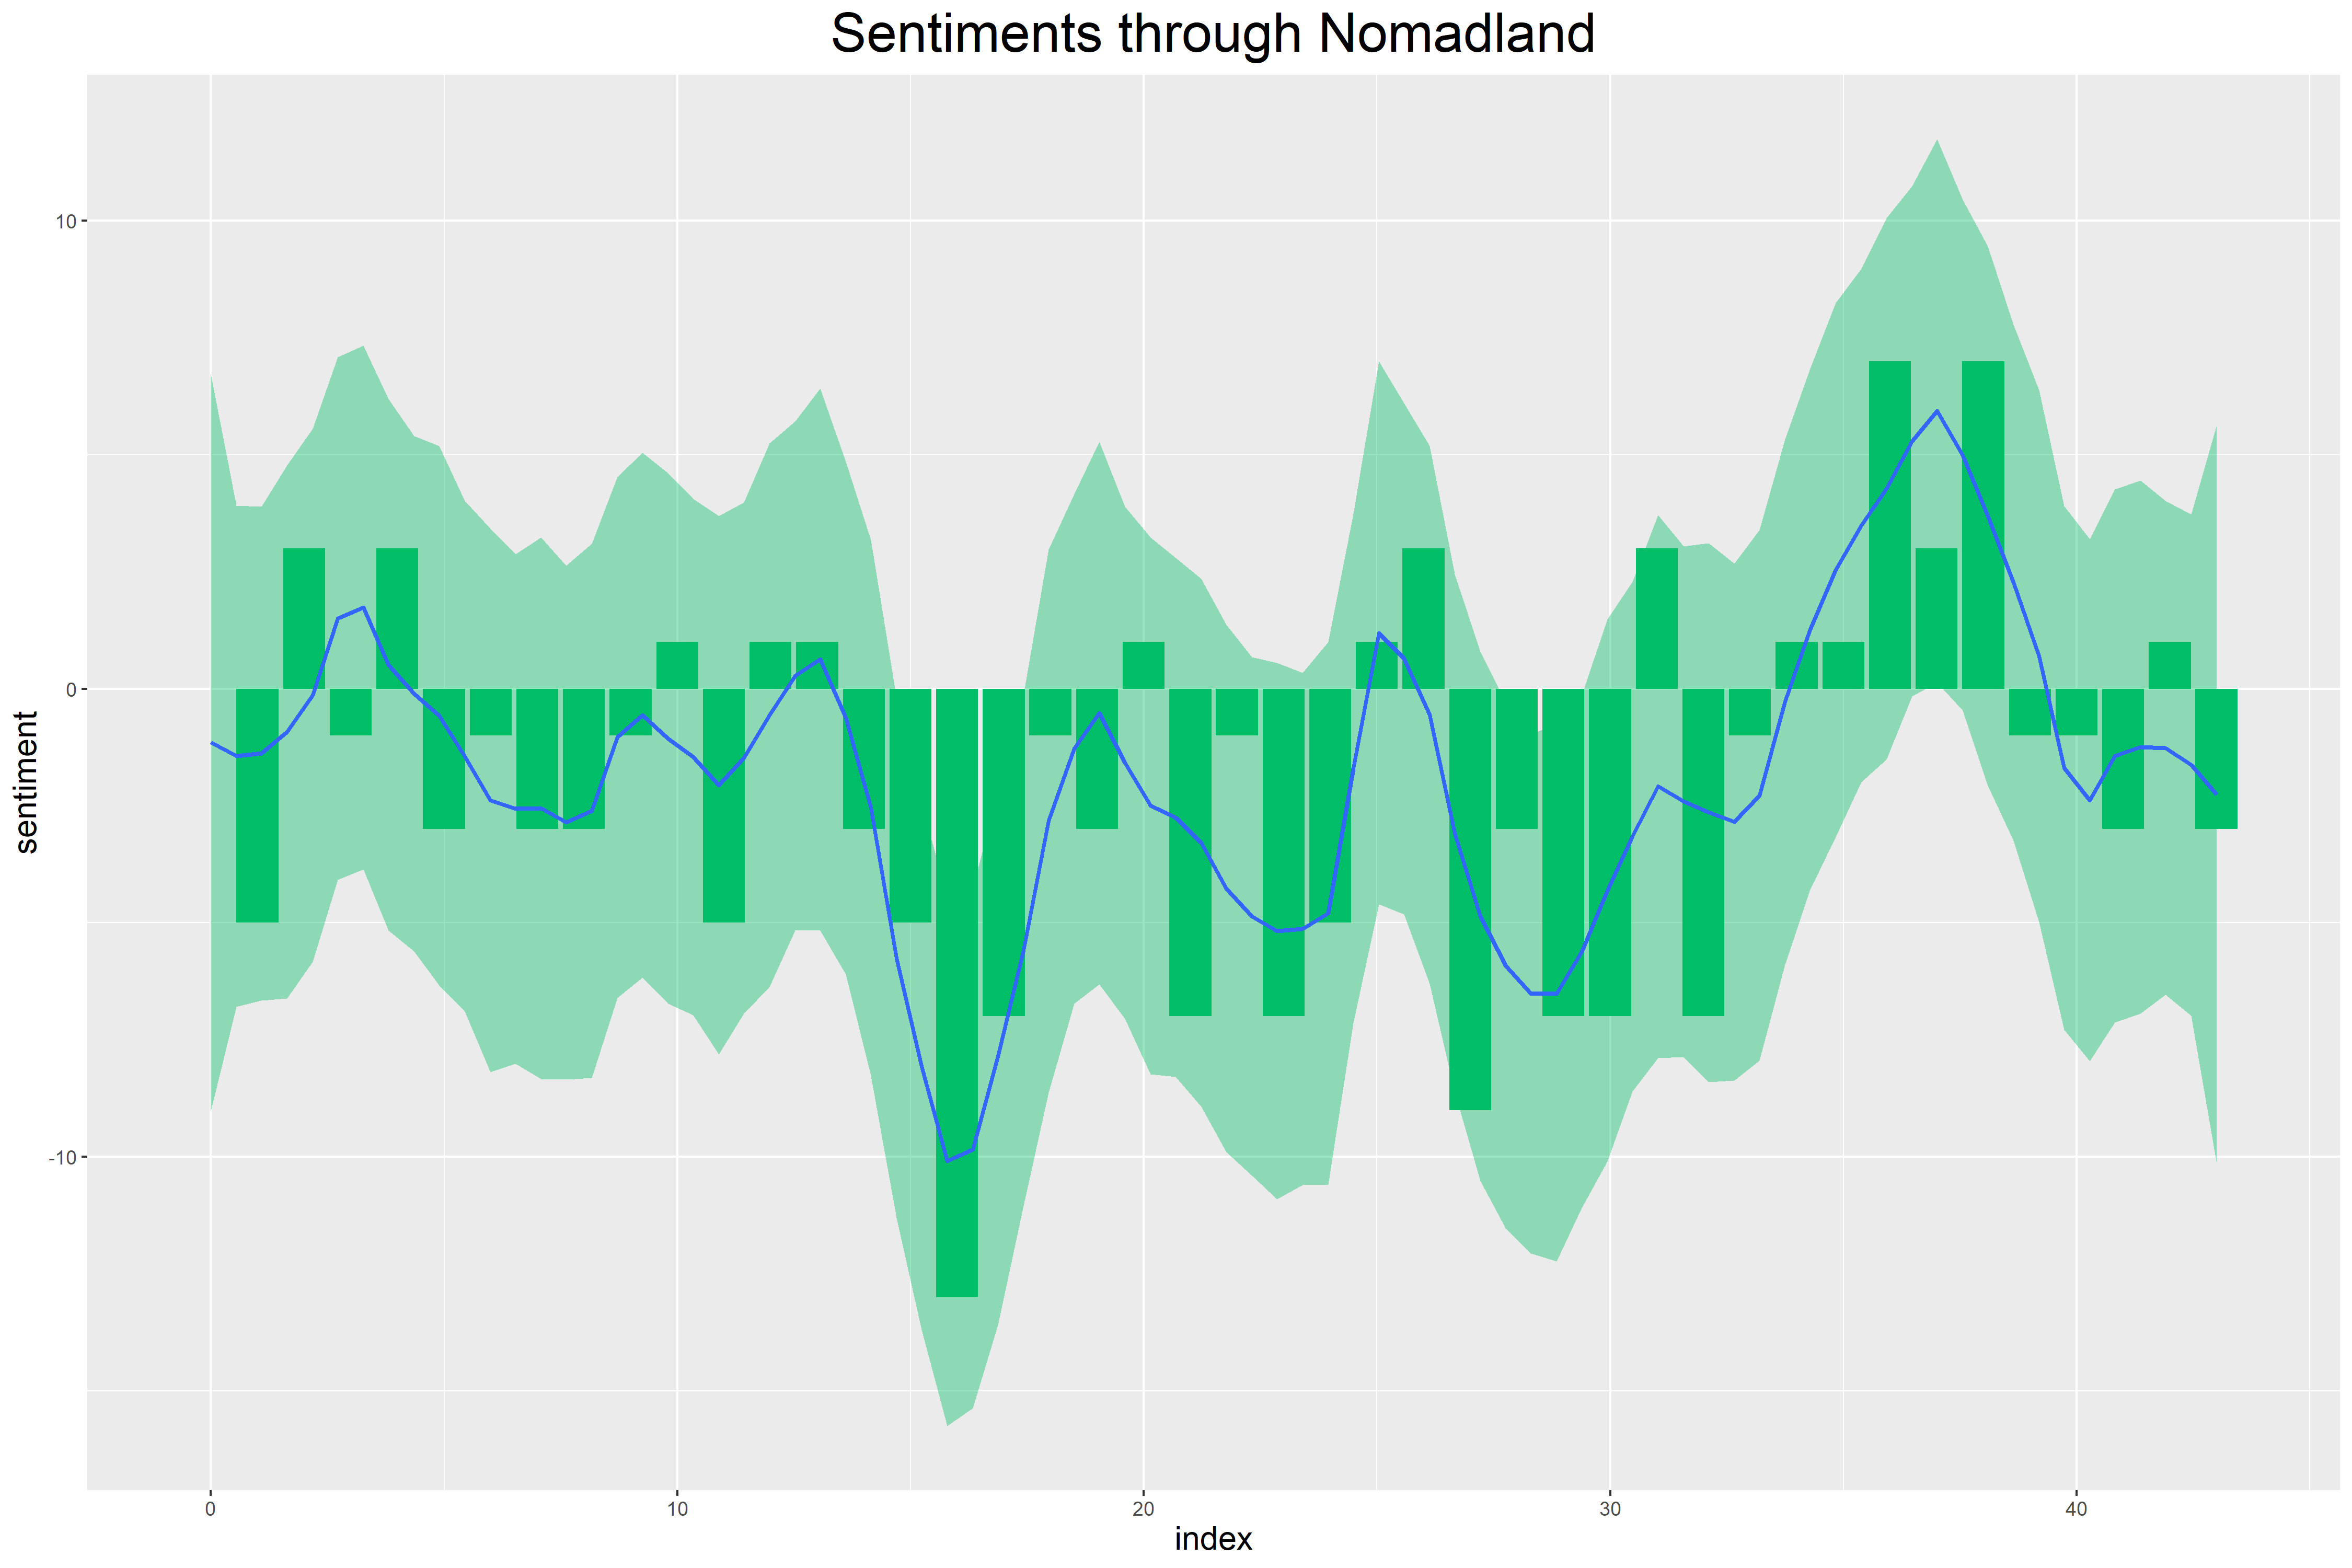 Sentiments through Nomadland
10
0
-10
sentiment
0 10 20 30 40
index